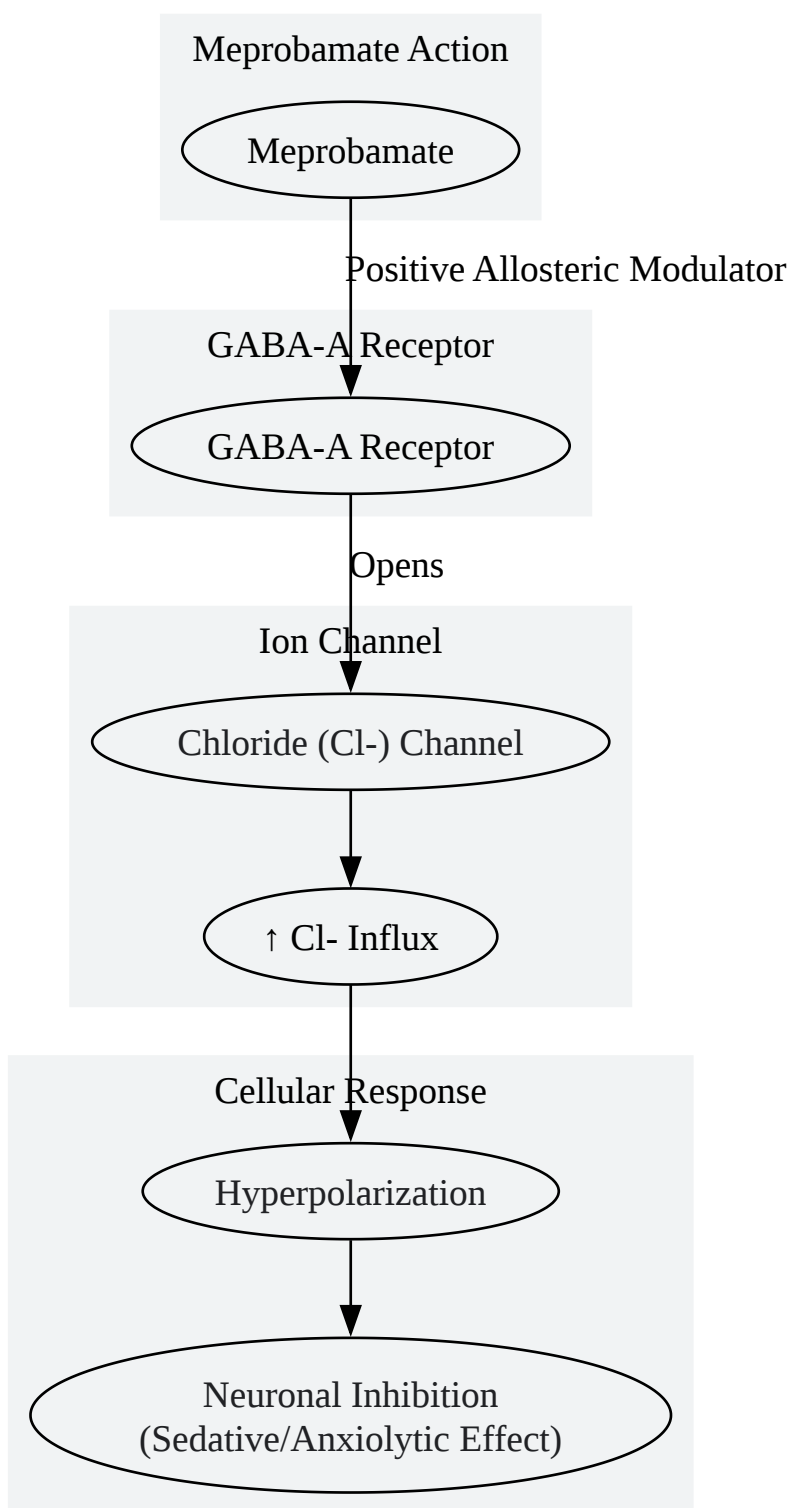 Meprobamate Action
Meprobamate
Positive Allosteric Modulator
GABA-A Receptor
GABA-A Receptor
Opens
Ion Channel
Chloride (Cl-) Channel
↑ Cl- Influx
Cellular Response
Hyperpolarization
Neuronal Inhibition
(Sedative/Anxiolytic Effect)